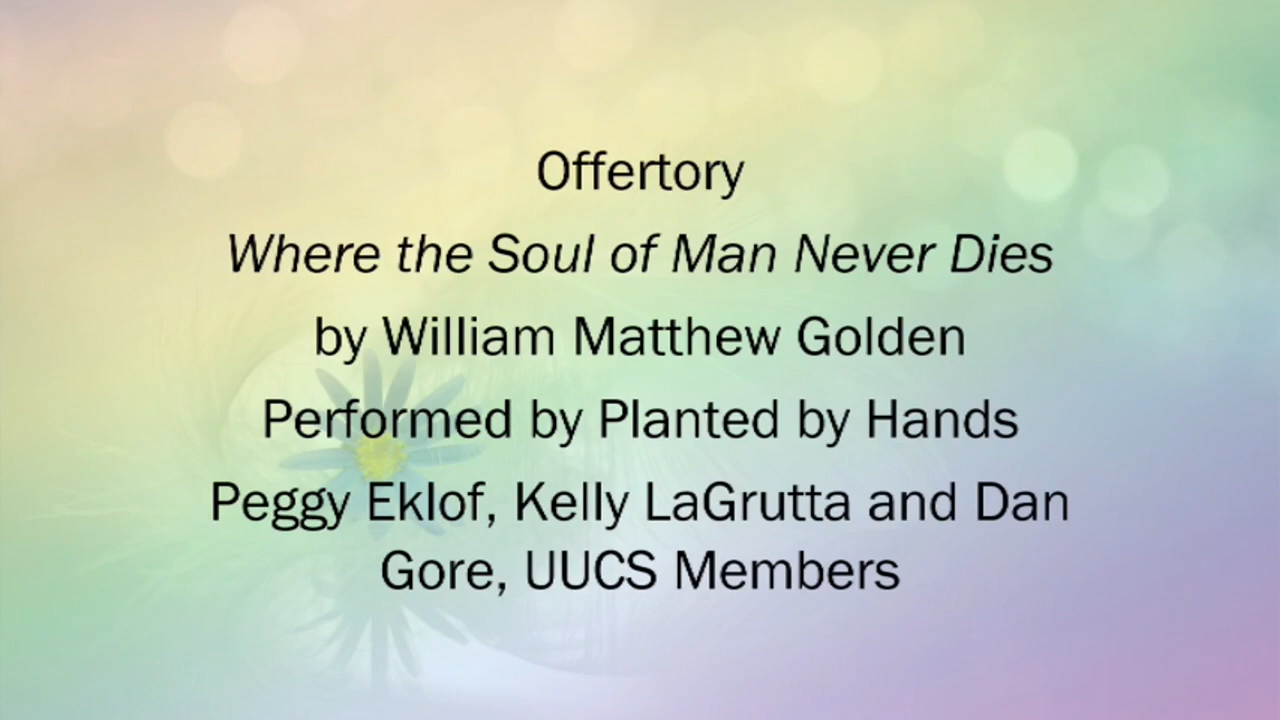 Offertory
Where the Soul of Man Never Dies
by William Matthew Golden
Performed by Planted by Hands
Peggy Eklof, Kelly LaGrutta and Dan
Gore, UUCS Members